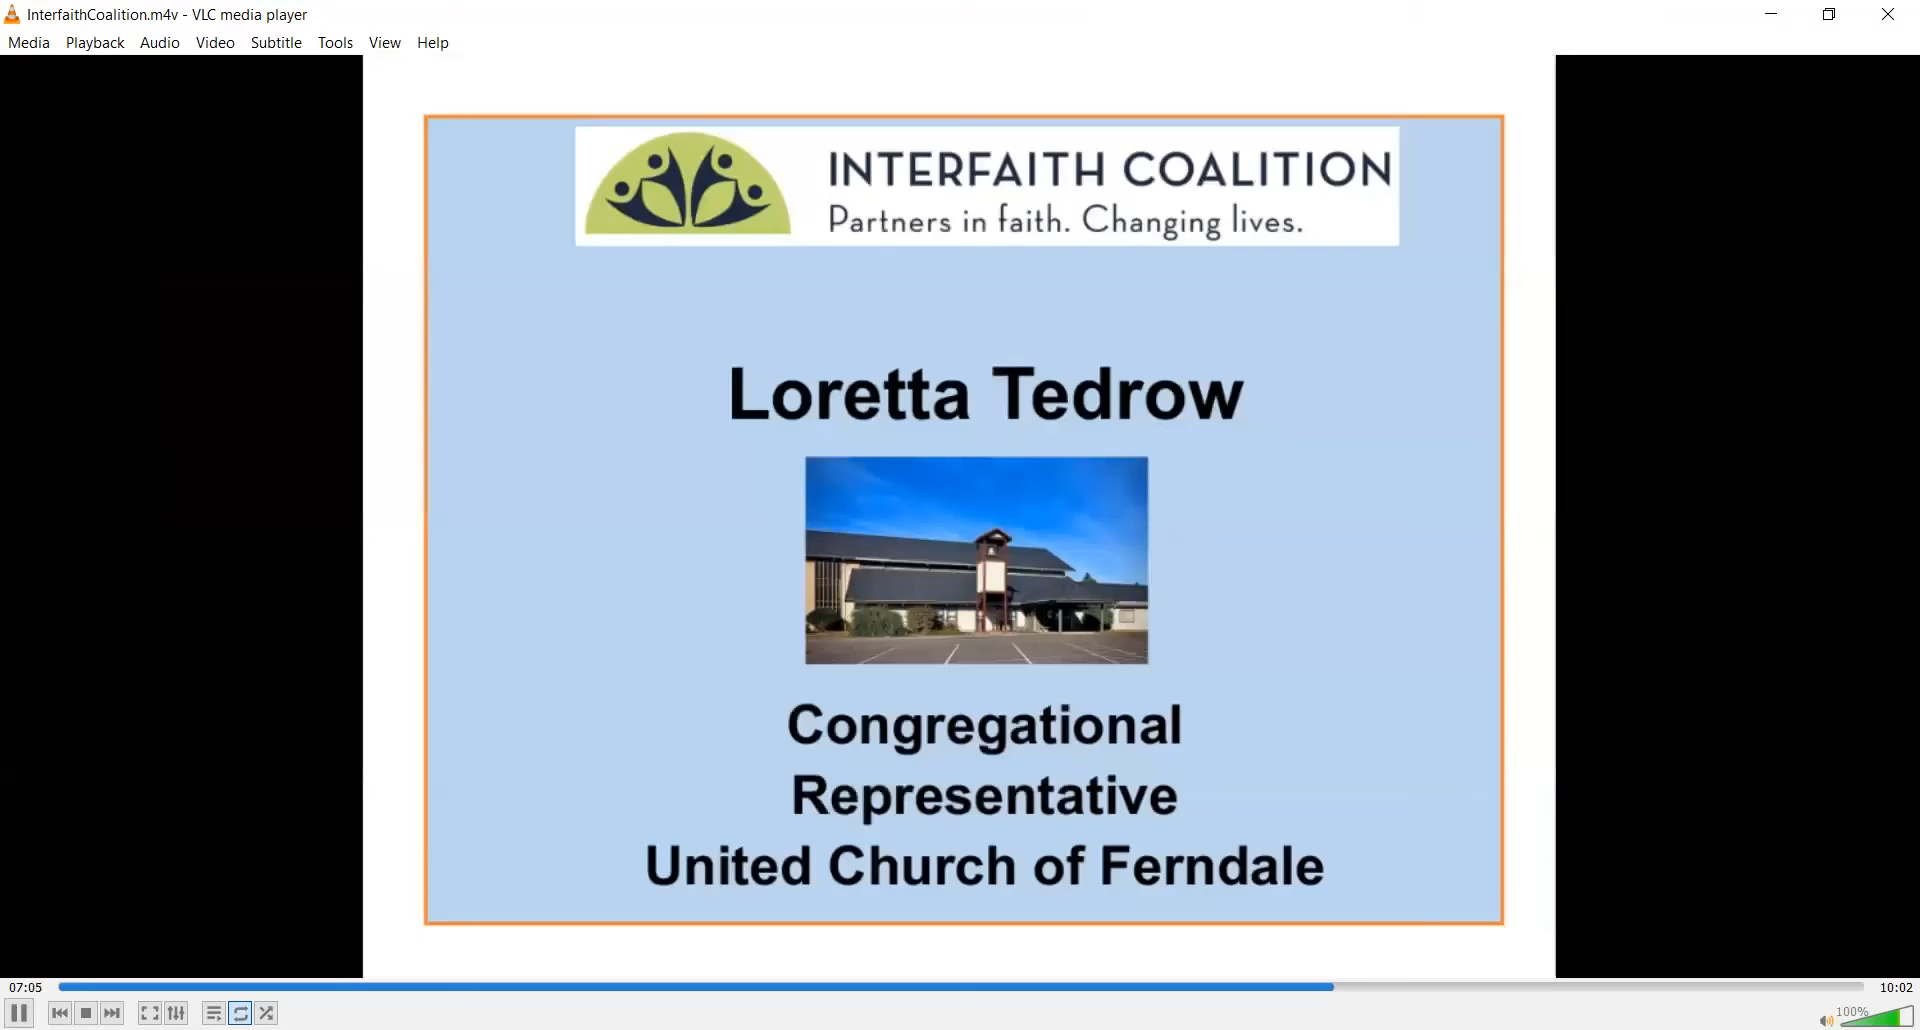 InterfaithCoalition.m4v - VLC media player
Media Playback Audio Video Subtitle Tools View Help
INTERFAITH COALITION
Partners in faith. Changing lives.
Loretta Tedrow
Congregational
Representative
United Church of Ferndale
07:05 10:02
100%